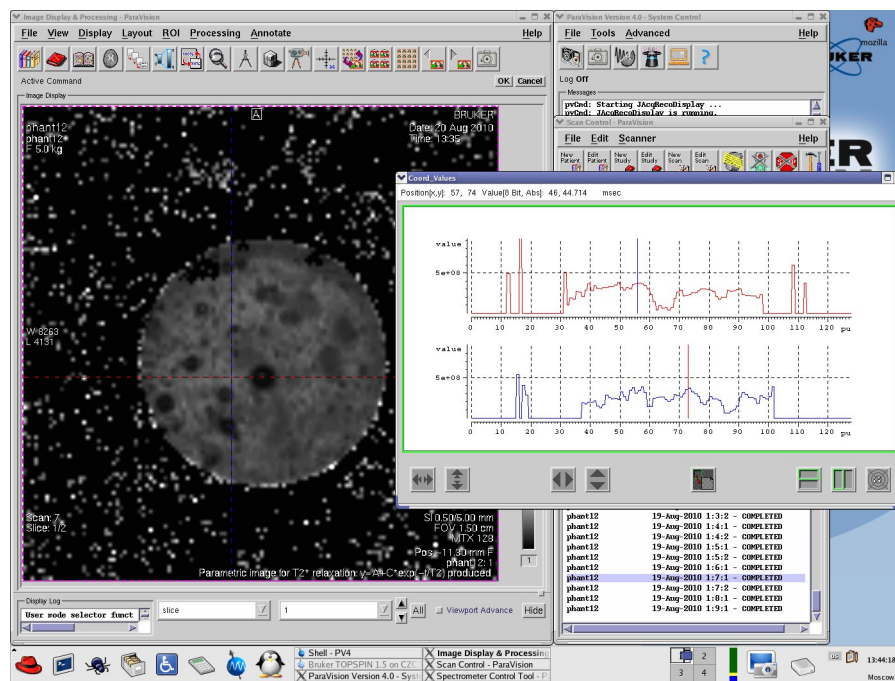 Image Display & Processing - ParaVision
File View Display Layout ROI Processing Annotate Help
Active Command OK Cancel
Image Display
A
phant12
phant12
F 5.0 kg
BRUKER
Date: 20 Aug 2010
Time: 13:35
W 8263
L 4131
Scan: 7
Slice: 1/2
SI 0.50/5.00 mm
FOV 1.50 cm
MTX 128
Pos: -11.30 mm F
phant12: 1
Parametric image for T2* relaxation: y=A+C*exp(-t/T2) produced
1
Display Log
User mode selector funct
slice
1
All
Viewport Advance
Hide
ParaVision Version 4.0 - System Control
File Tools Advanced Help
Log Off
Messages
pvCmd: Starting JAcqRecoDisplay ...
pvCmd: JAcqRecoDisplay is running.
Scan Control - ParaVision
File Edit Scanner Help
New Patient
Edit Patient
New Study
Edit Study
New Scan
Edit Scan
STOP
mozilla
UKER
ER
Coord_Values
Position[x,y]: 57, 74 Value[8 Bit, Abs]: 46, 44.714 msec
value
5e+08
0 10 20 30 40 50 60 70 80 90 100 110 120 pu
value
5e+08
0 10 20 30 40 50 60 70 80 90 100 110 120 pu
phant12 19-Aug-2010 1:3:2 - COMPLETED
phant12 19-Aug-2010 1:4:1 - COMPLETED
phant12 19-Aug-2010 1:4:2 - COMPLETED
phant12 19-Aug-2010 1:5:1 - COMPLETED
phant12 19-Aug-2010 1:5:2 - COMPLETED
phant12 19-Aug-2010 1:6:1 - COMPLETED
phant12 19-Aug-2010 1:7:1 - COMPLETED
phant12 19-Aug-2010 1:7:2 - COMPLETED
phant12 19-Aug-2010 1:8:1 - COMPLETED
phant12 19-Aug-2010 1:9:1 - COMPLETED
Shell - PV4
Bruker TOPSPIN 1.5 on CZC
ParaVision Version 4.0 - Syst
Image Display & Processing
Scan Control - ParaVision
Spectrometer Control Tool - P
2
3 4
13:44:18
Moscow